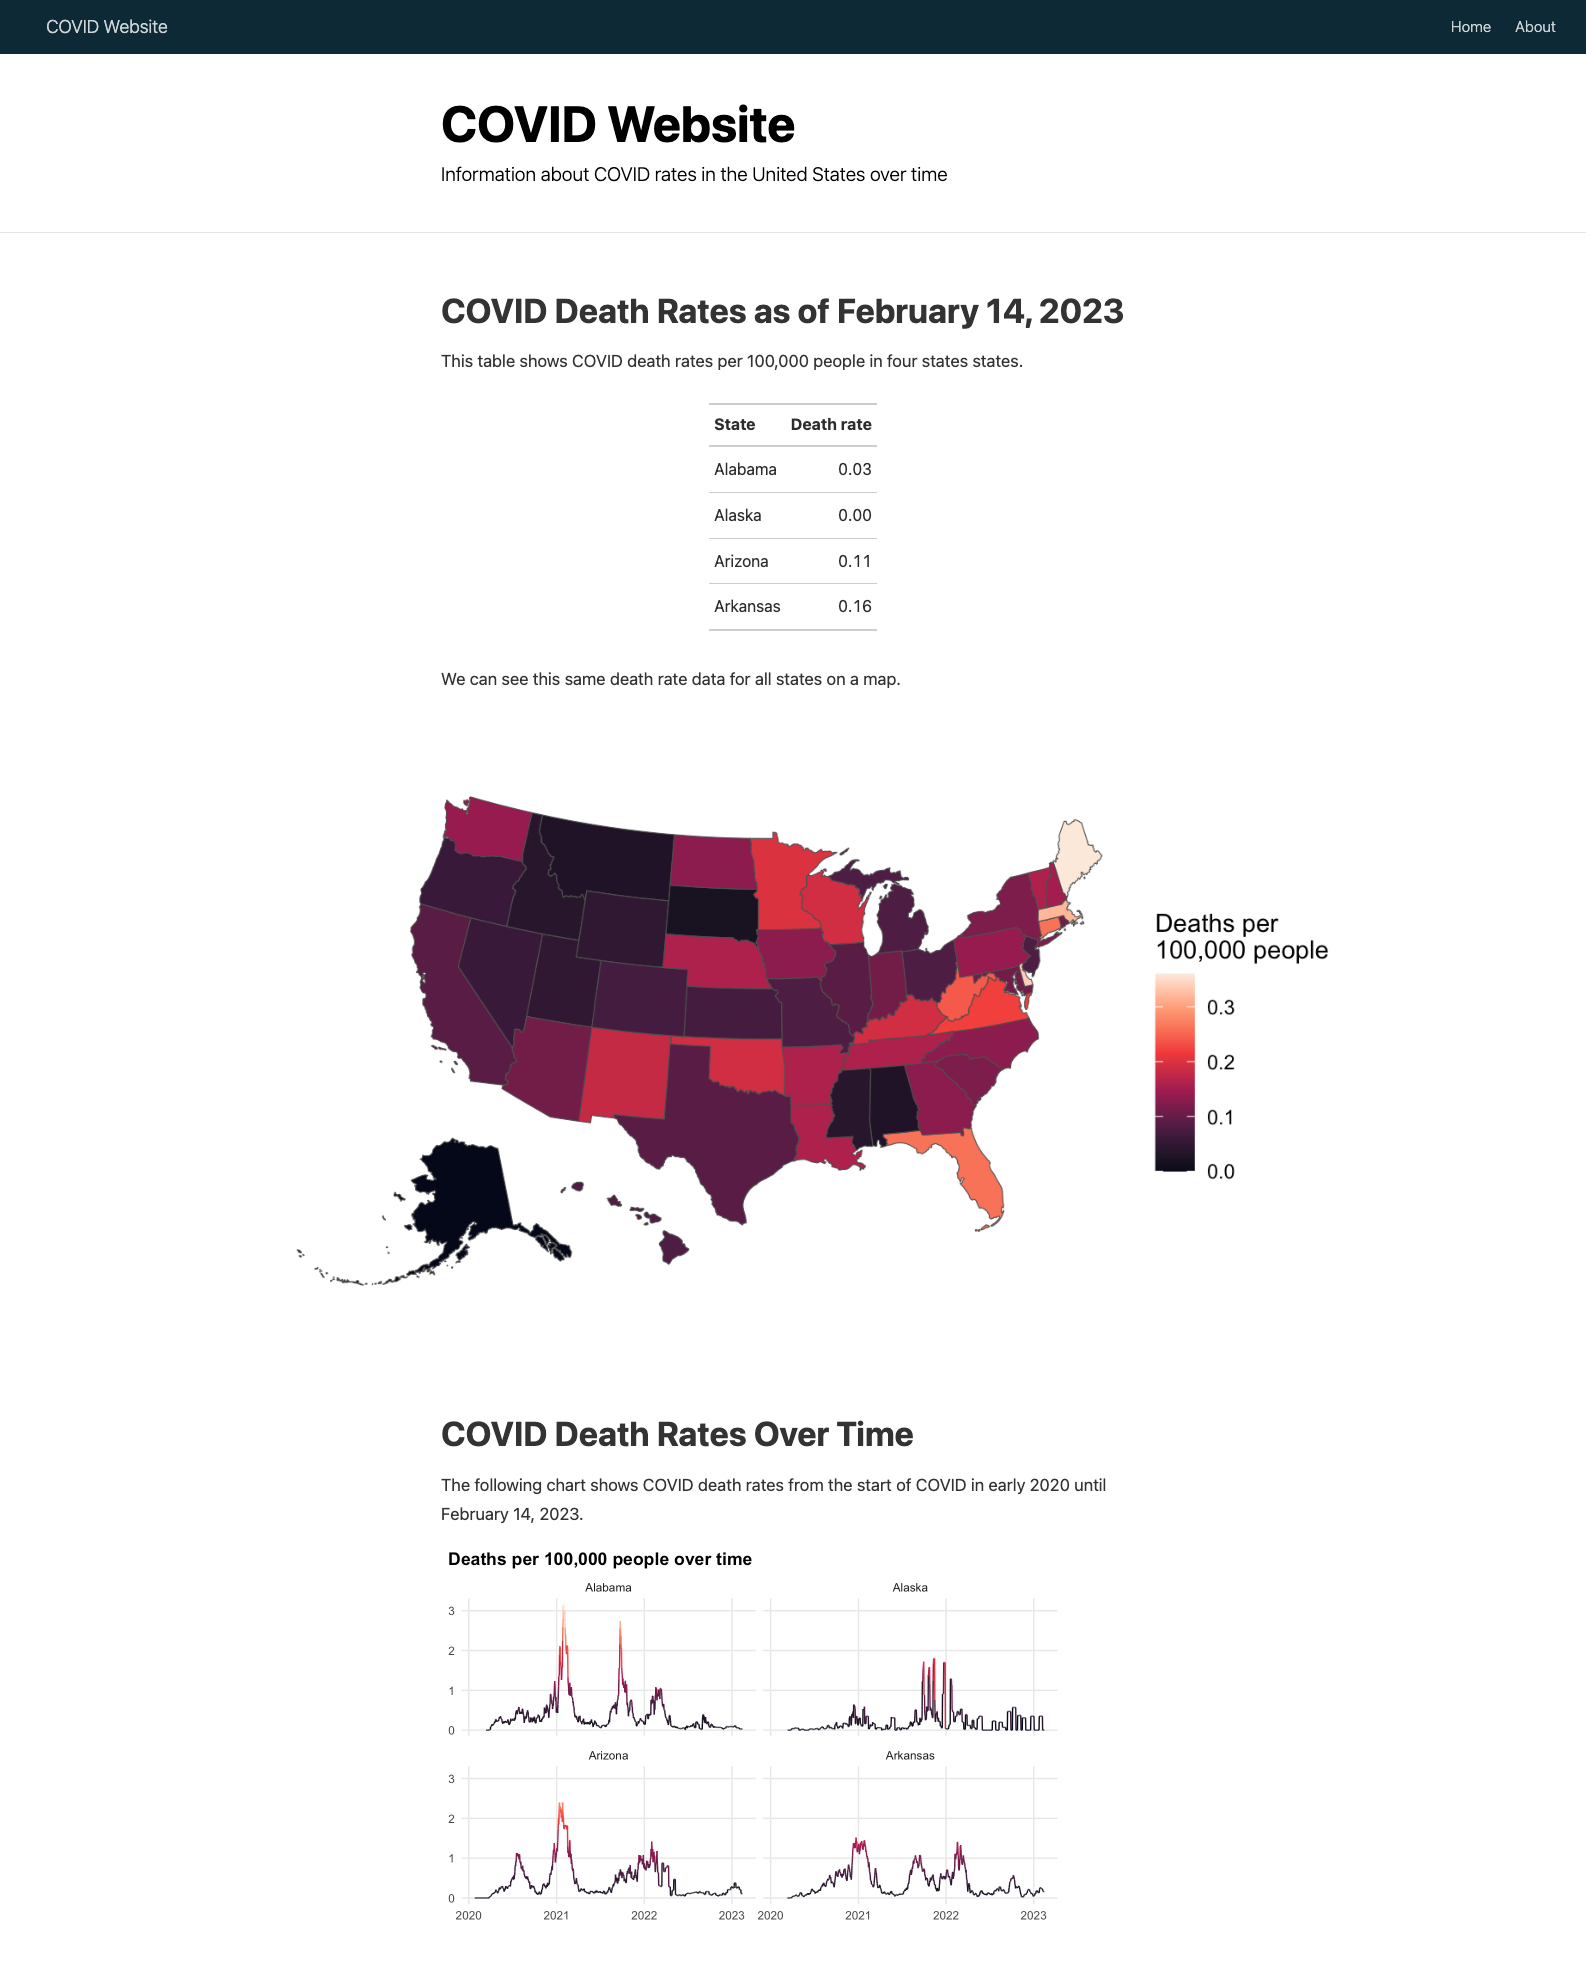 COVID Website
Home About
COVID Website
Information about COVID rates in the United States over time
COVID Death Rates as of February 14, 2023
This table shows COVID death rates per 100,000 people in four states states.
State Death rate
Alabama 0.03
Alaska 0.00
Arizona 0.11
Arkansas 0.16
We can see this same death rate data for all states on a map.
Deaths per
100,000 people
0.3
0.2
0.1
0.0
COVID Death Rates Over Time
The following chart shows COVID death rates from the start of COVID in early 2020 until
February 14, 2023.
Deaths per 100,000 people over time
Alabama Alaska
3
2
1
0
Arizona Arkansas
3
2
1
0
2020 2021 2022 2023 2020 2021 2022 2023